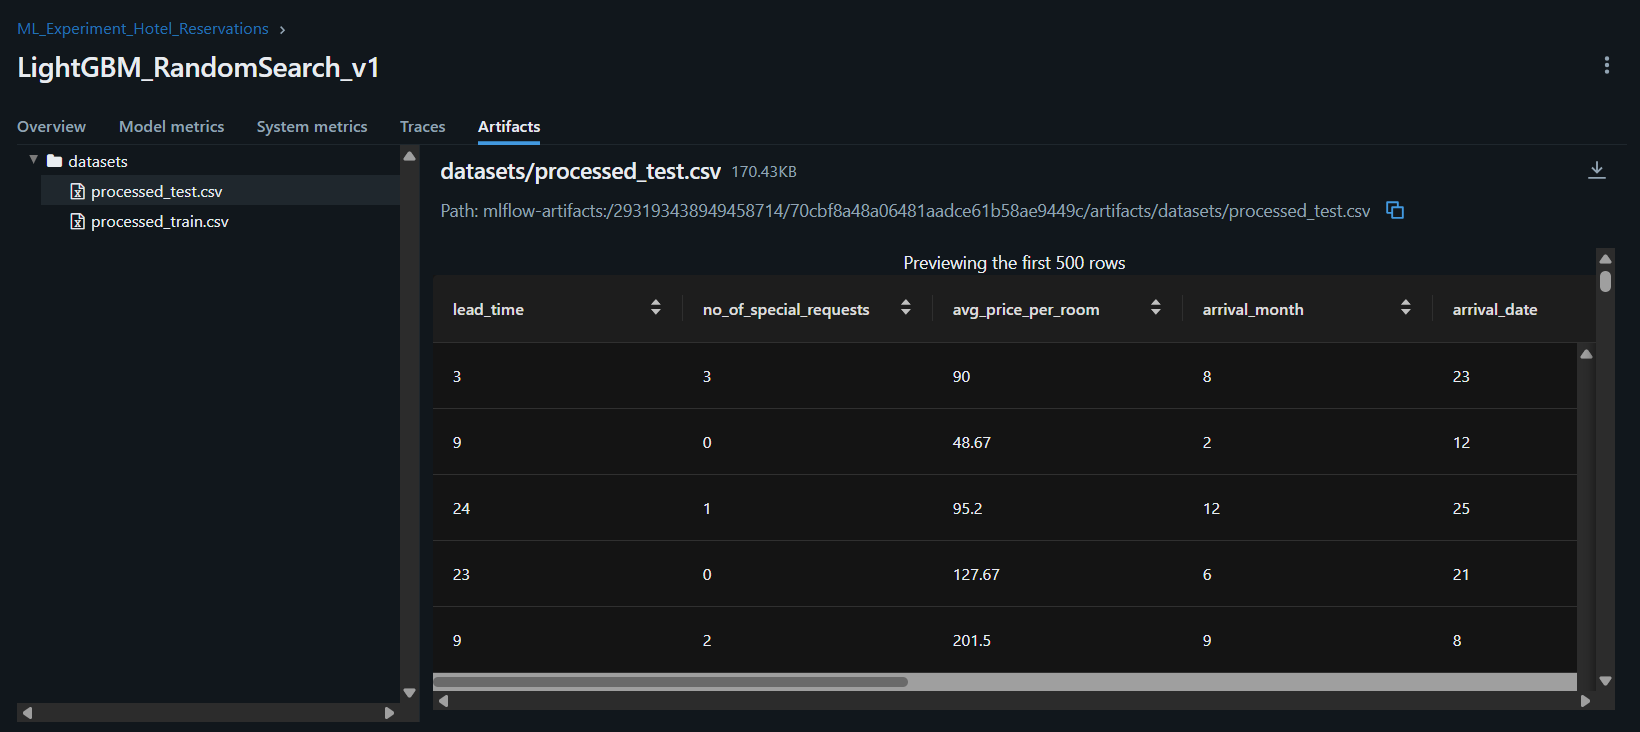 ML_Experiment_Hotel_Reservations
LightGBM_RandomSearch_v1
Overview Model metrics System metrics Traces Artifacts
datasets
processed_test.csv
processed_train.csv
datasets/processed_test.csv 170.43KB
Path: mlflow-artifacts:/293193438949458714/70cbf8a48a06481aadce61b58ae9449c/artifacts/datasets/processed_test.csv
Previewing the first 500 rows
lead_time no_of_special_requests avg_price_per_room arrival_month arrival_date
3 3 90 8 23
9 0 48.67 2 12
24 1 95.2 12 25
23 0 127.67 6 21
9 2 201.5 9 8